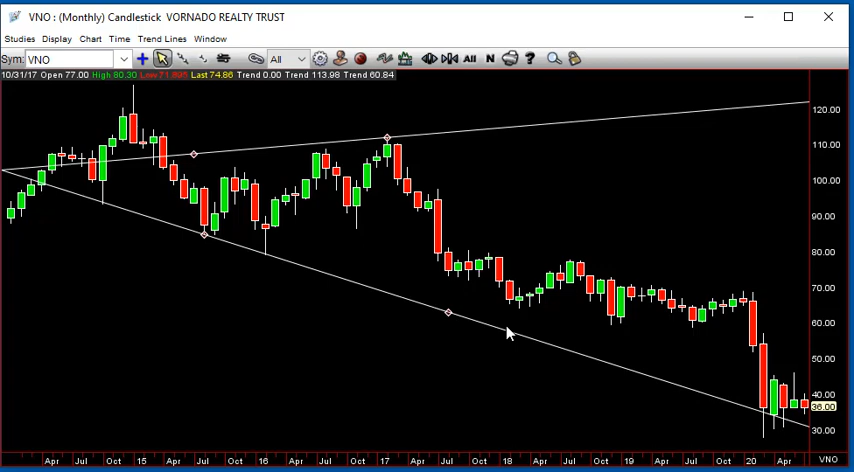 VNO : (Monthly) Candlestick VORNADO REALTY TRUST
Studies Display Chart Time Trend Lines Window
Sym: VNO All All N ?
10/31/17 Open 77.00 High 80.30 Low 71.895 Last 74.86 Trend 0.00 Trend 113.98 Trend 60.84
120.00
110.00
100.00
90.00
80.00
70.00
60.00
50.00
40.00
36.00
30.00
Apr Jul Oct 15 Apr Jul Oct 16 Apr Jul Oct 17 Apr Jul Oct 18 Apr Jul Oct 19 Apr Jul Oct 20 Apr VNO